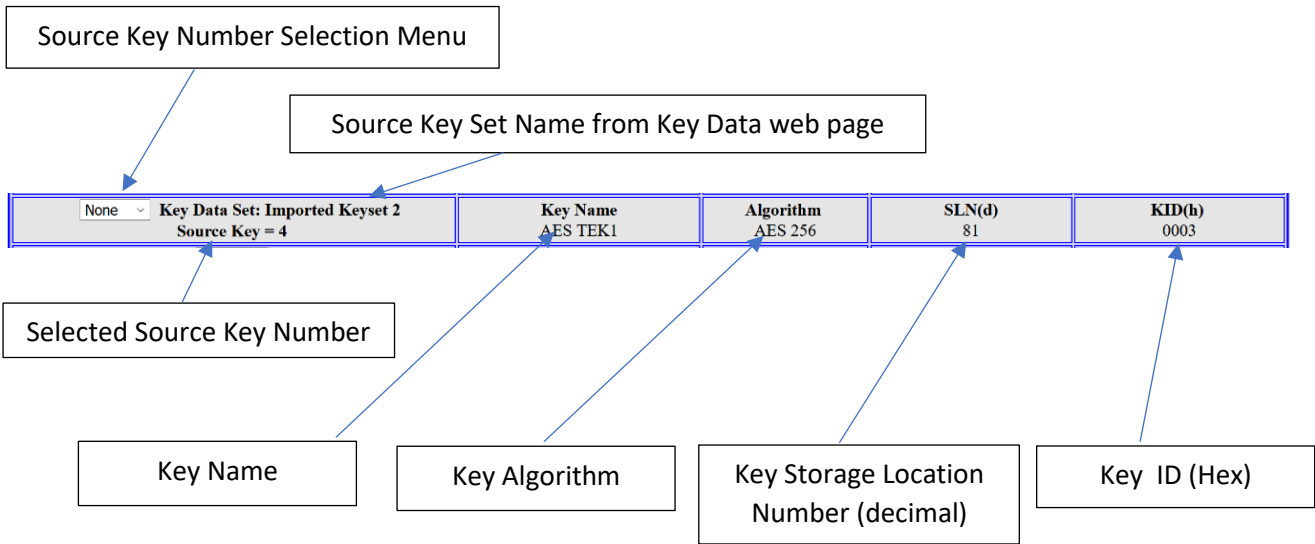 Source Key Number Selection Menu
Source Key Set Name from Key Data web page
None Key Data Set: Imported Keyset 2
Source Key = 4
Key Name
AES TEK1
Algorithm
AES 256
SLN(d)
81
KID(h)
0003
Selected Source Key Number
Key Name
Key Algorithm
Key Storage Location
Number (decimal)
Key ID (Hex)